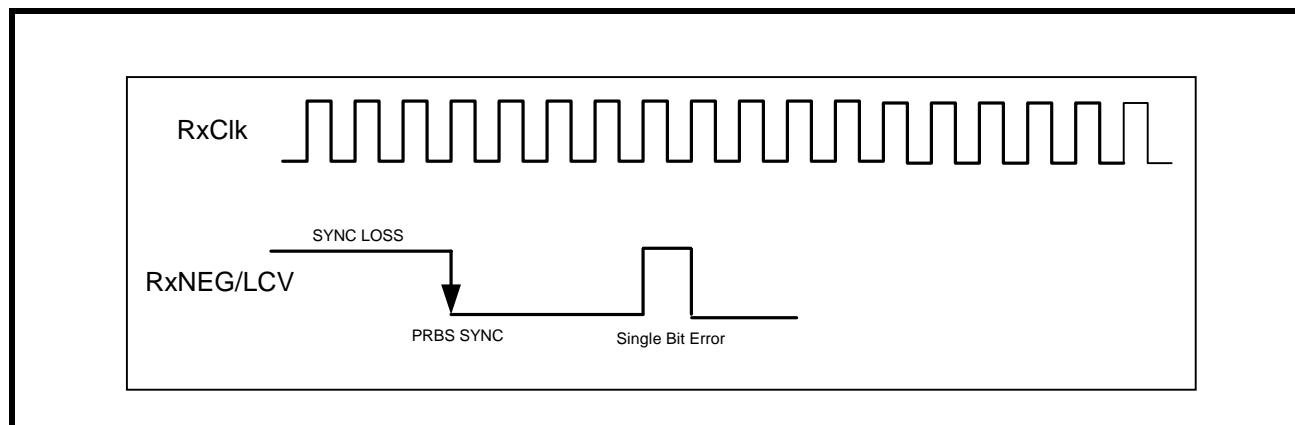 RxClk
SYNC LOSS
RxNEG/LCV
PRBS SYNC
Single Bit Error